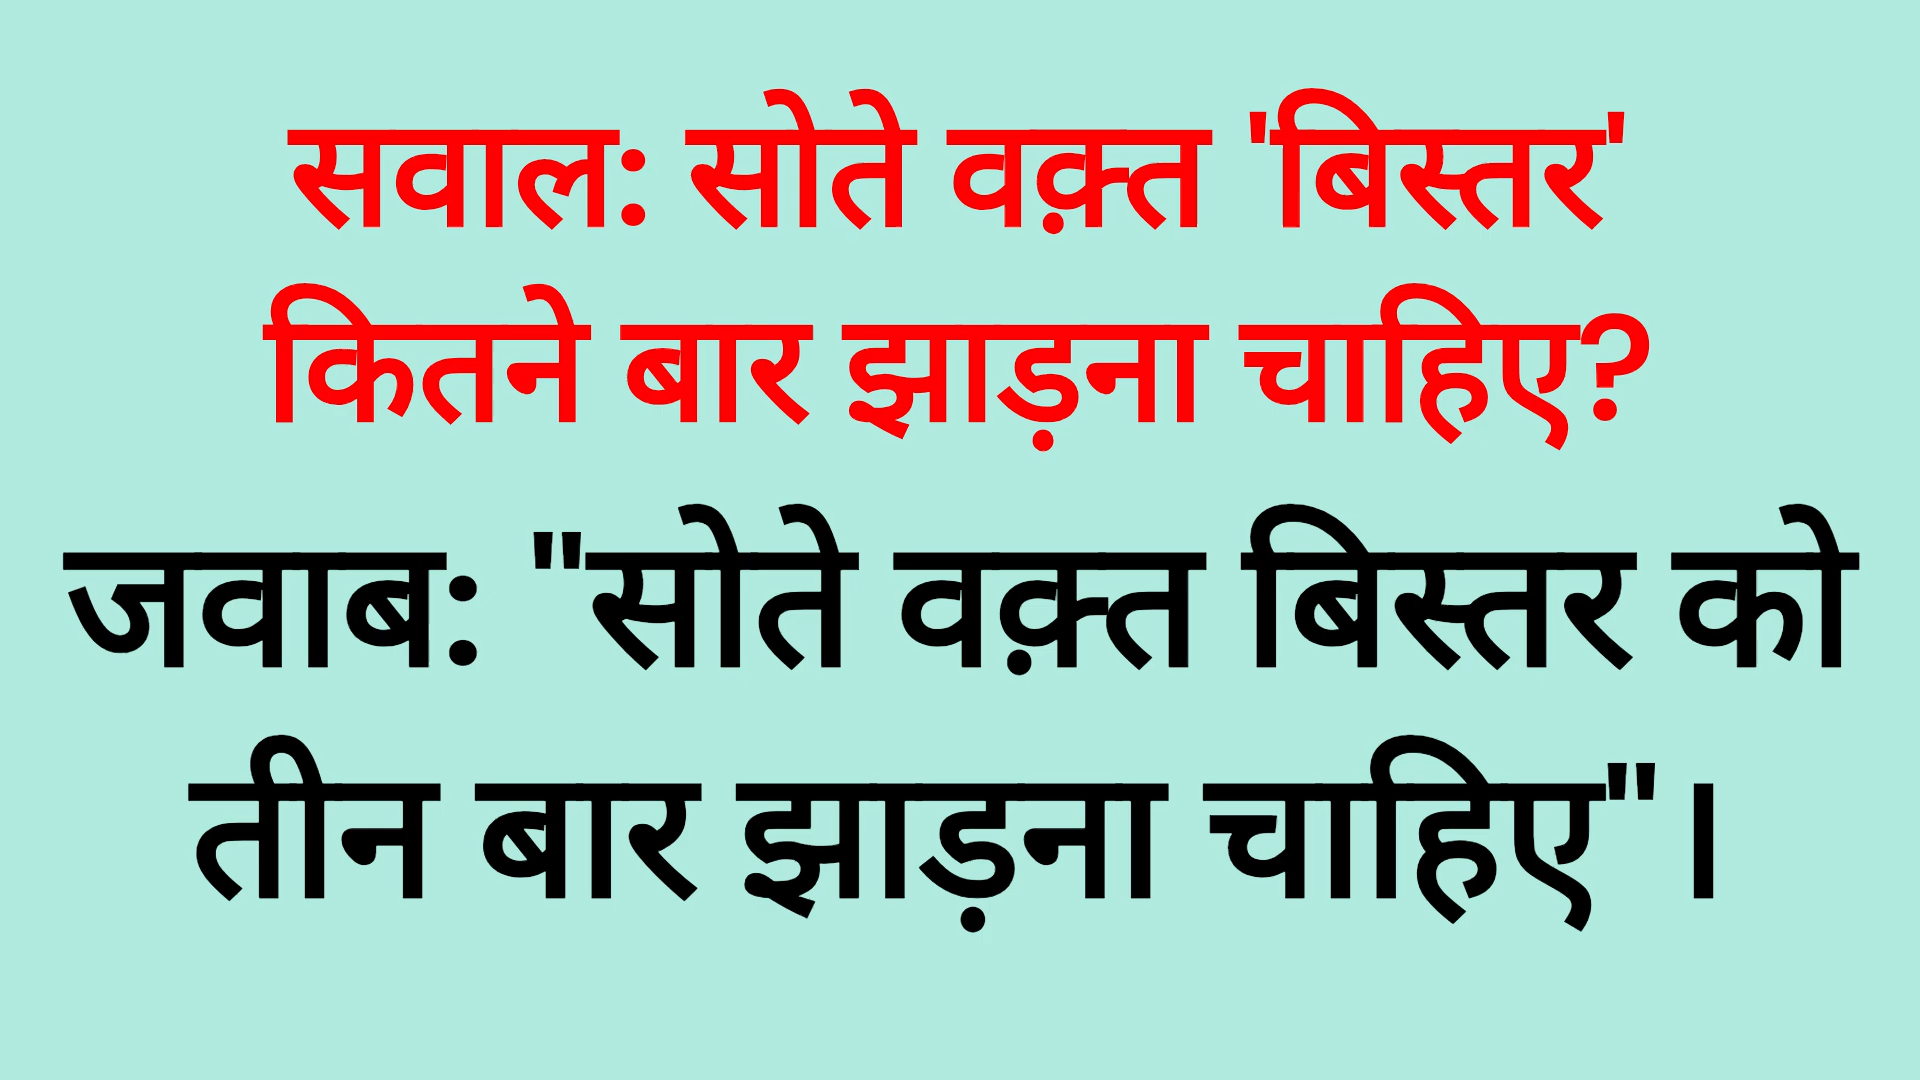 सवाल: सोते वक़्त 'बिस्तर'
कितने बार झाड़ना चाहिए?
जवाब: "सोते वक़्त बिस्तर को
तीन बार झाड़ना चाहिए"।